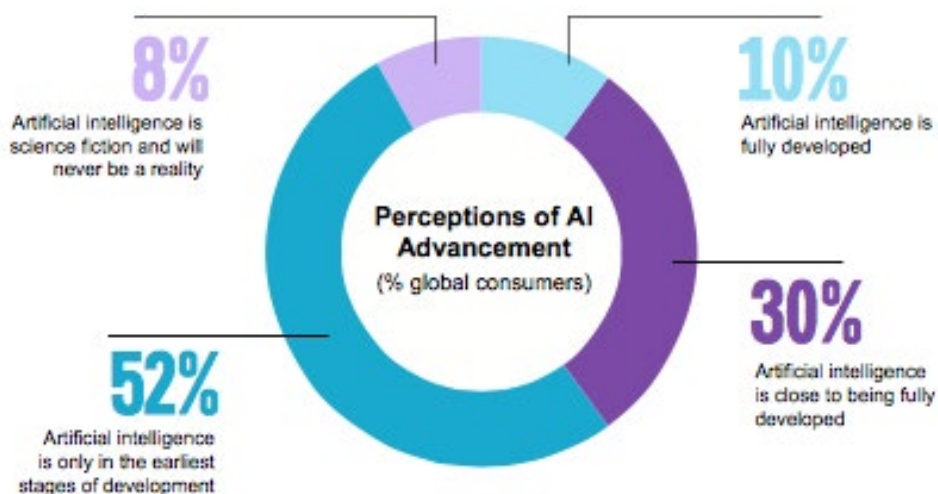 8%
Artificial intelligence is
science fiction and will
never be a reality
10%
Artificial intelligence is
fully developed
Perceptions of AI
Advancement
(% global consumers)
30%
Artificial intelligence
is close to being fully
developed
52%
Artificial intelligence
is only in the earliest
stages of development